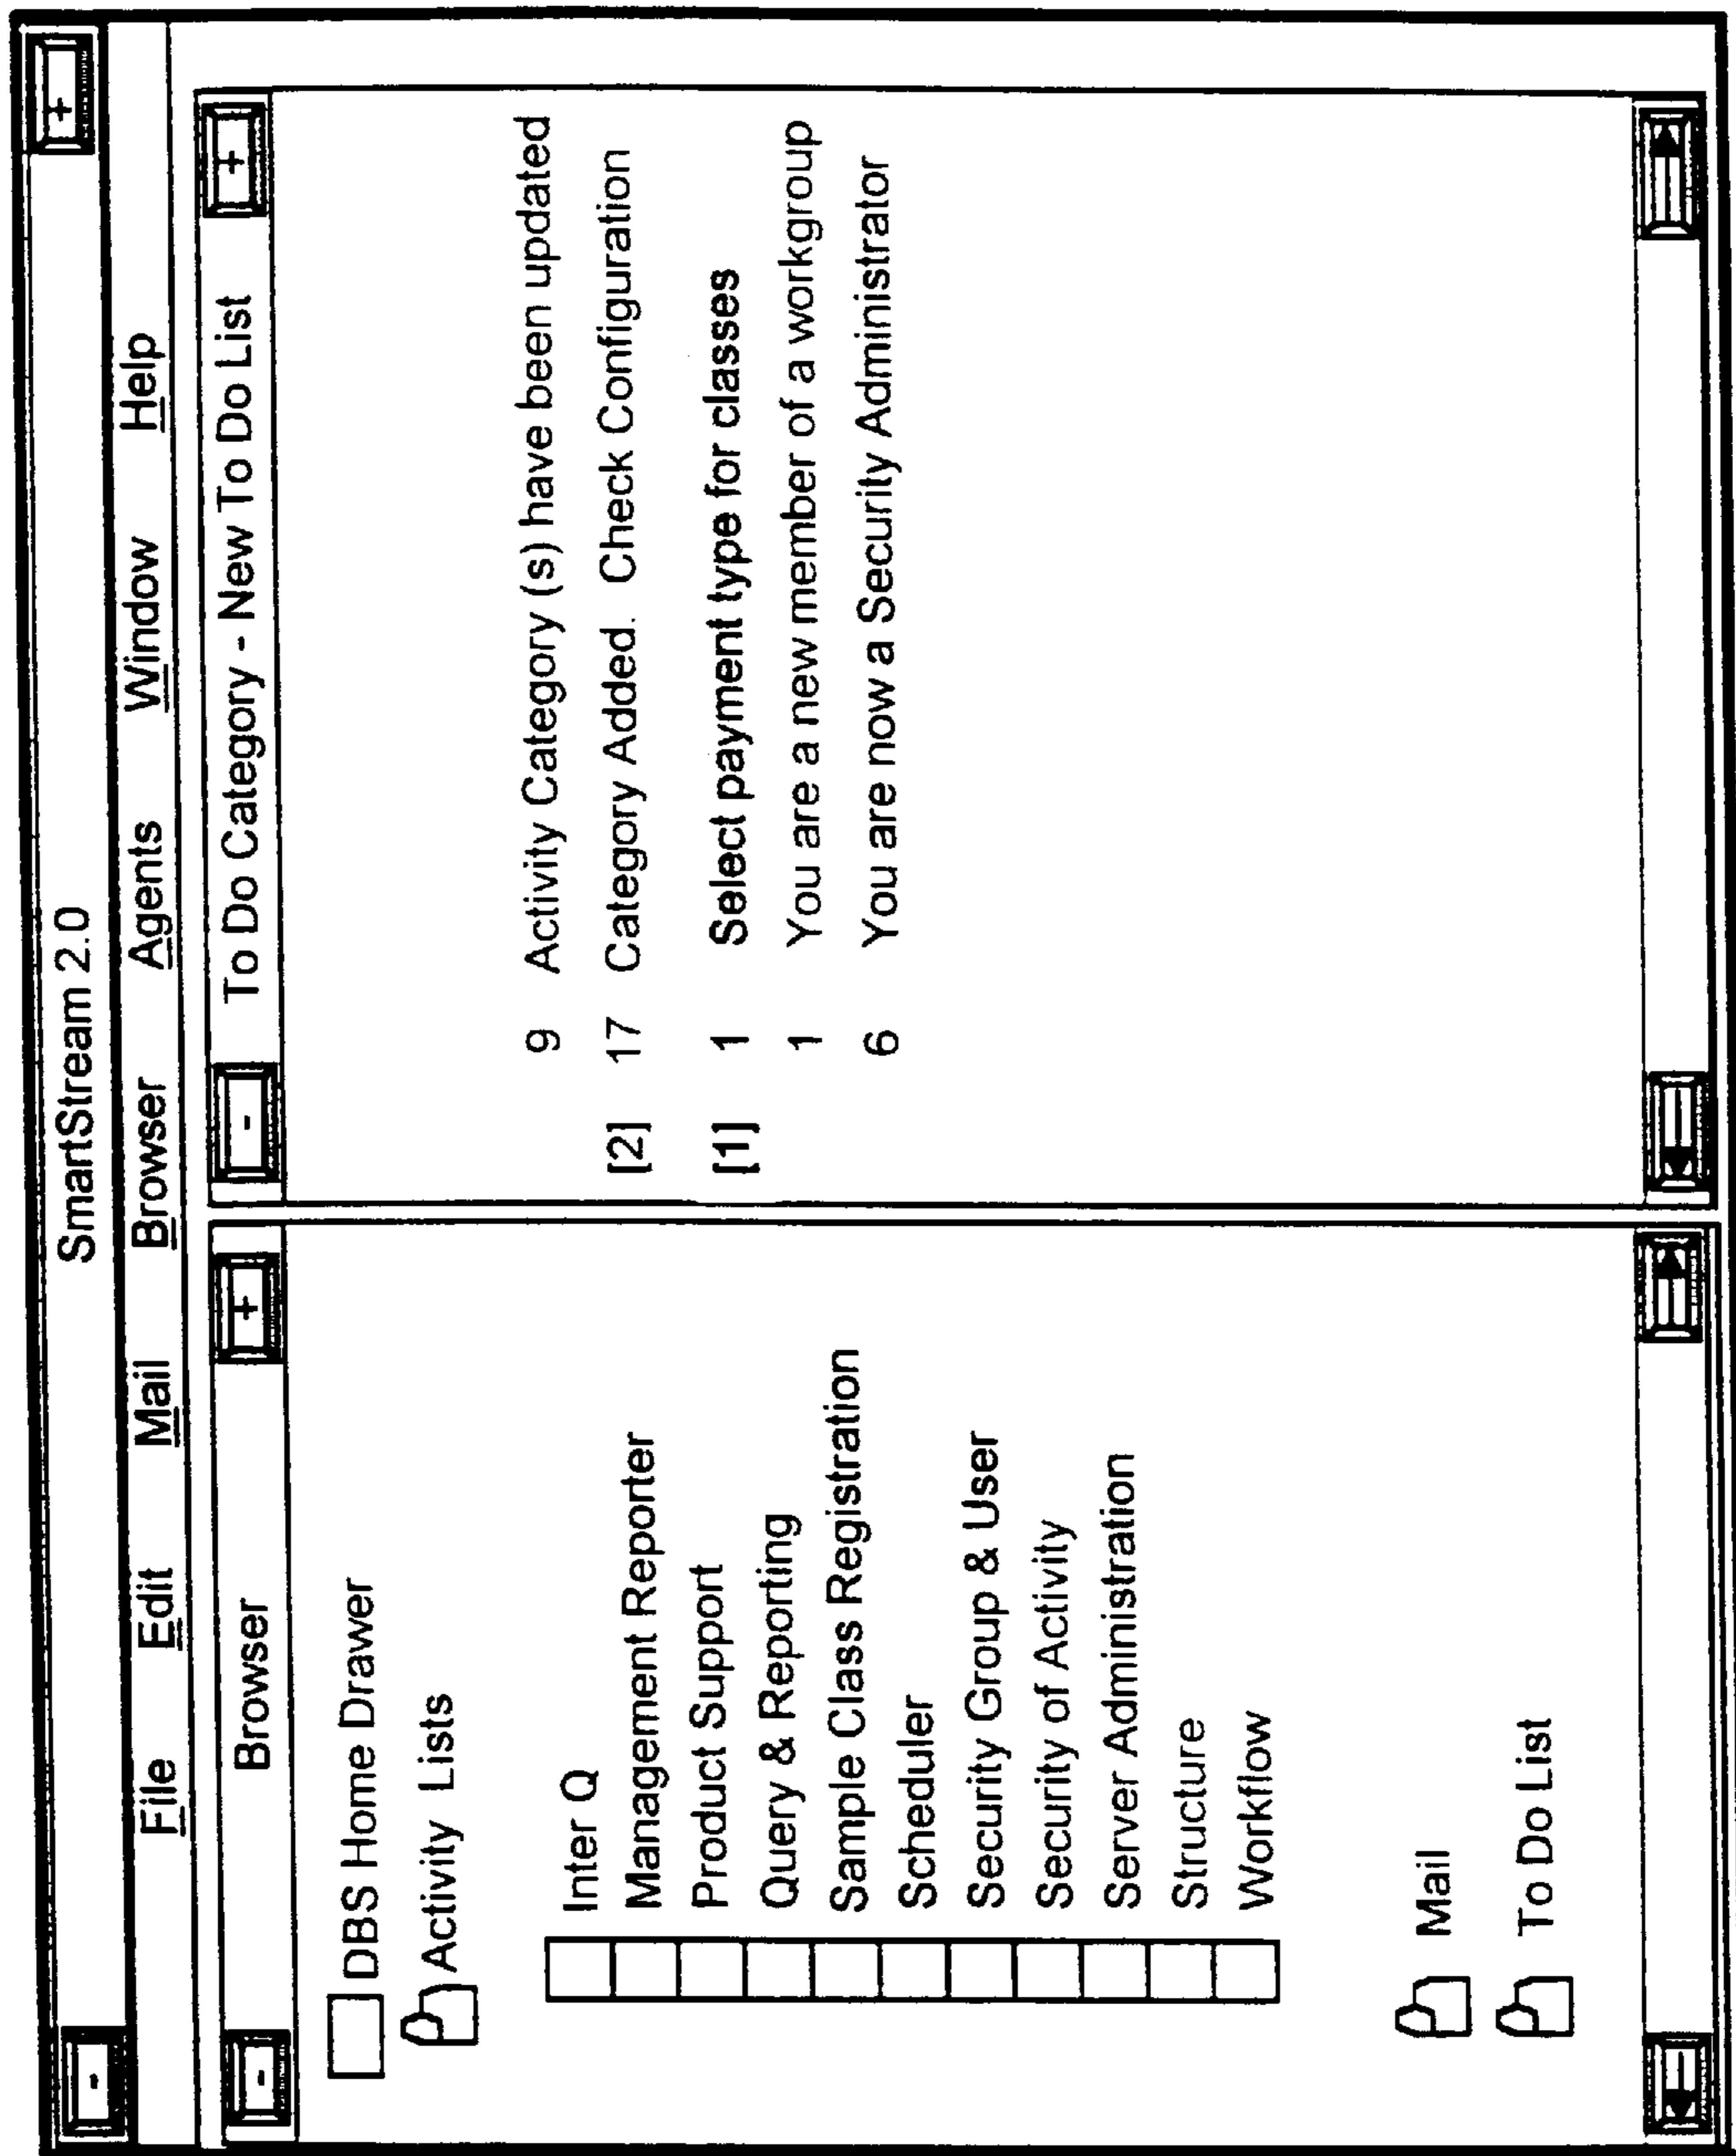 SmartStream 2.0
- +
File Edit Mail Browser Agents Window Help
- Browser +
DBS Home Drawer
Activity Lists
Inter Q
Management Reporter
Product Support
Query & Reporting
Sample Class Registration
Scheduler
Security Group & User
Security of Activity
Server Administration
Structure
Workflow
Mail
To Do List
- To Do Category - New To Do List +
9 Activity Category (s) have been updated
[2] 17 Category Added. Check Configuration
[1] 1 Select payment type for classes
1 You are a new member of a workgroup
6 You are now a Security Administrator